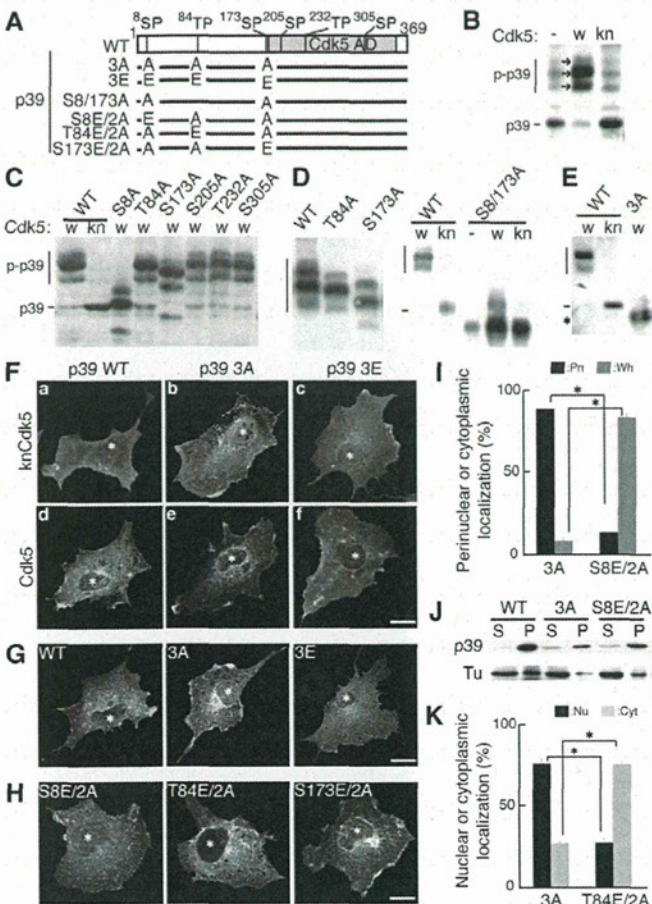 A
8SP 84TP 173SP 205SP 232TP 305SP
1 369
WT Cdk5 AD
3A A A A
3E E E E
p39
S8/173A A A
S8E/2A E A A
T84E/2A A E A
S173E/2A A A E
B
Cdk5: - w kn
p-p39
p39
C
WT S8A T84A S173A S205A T232A S305A
Cdk5: w kn w w w w w w
p-p39
p39
D
WT T84A S173A
WT S8/173A
w kn - w kn
E
WT 3A
w kn w
*
F
p39 WT p39 3A p39 3E
knCdk5
a b c
Cdk5
d e f
G
WT 3A 3E
H
S8E/2A T84E/2A S173E/2A
I
:Pn :Wh
Perinuclear or cytoplasmic
localization (%)
100
50
0
* *
3A S8E/2A
J
WT 3A S8E/2A
S P S P S P
p39
Tu
K
:Nu :Cyt
Nuclear or cytoplasmic
localization (%)
100
50
0
* *
3A T84E/2A